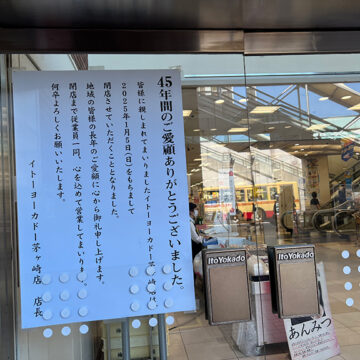 45年間のご愛顧ありがとうございました。
皆様に親しまれてまいりましたイトーヨーカドー茅ヶ崎店は、
2025年1月5日(日)をもちまして
閉店させていただくことになりました。
地域の皆様の長年のご愛顧に心から御礼申し上げます。
閉店まで従業員一同、心を込めて営業してまいります。
何卒よろしくお願いいたします。
イトーヨーカドー茅ヶ崎店 店長
ItoYokado
ItoYokado
あんみつ